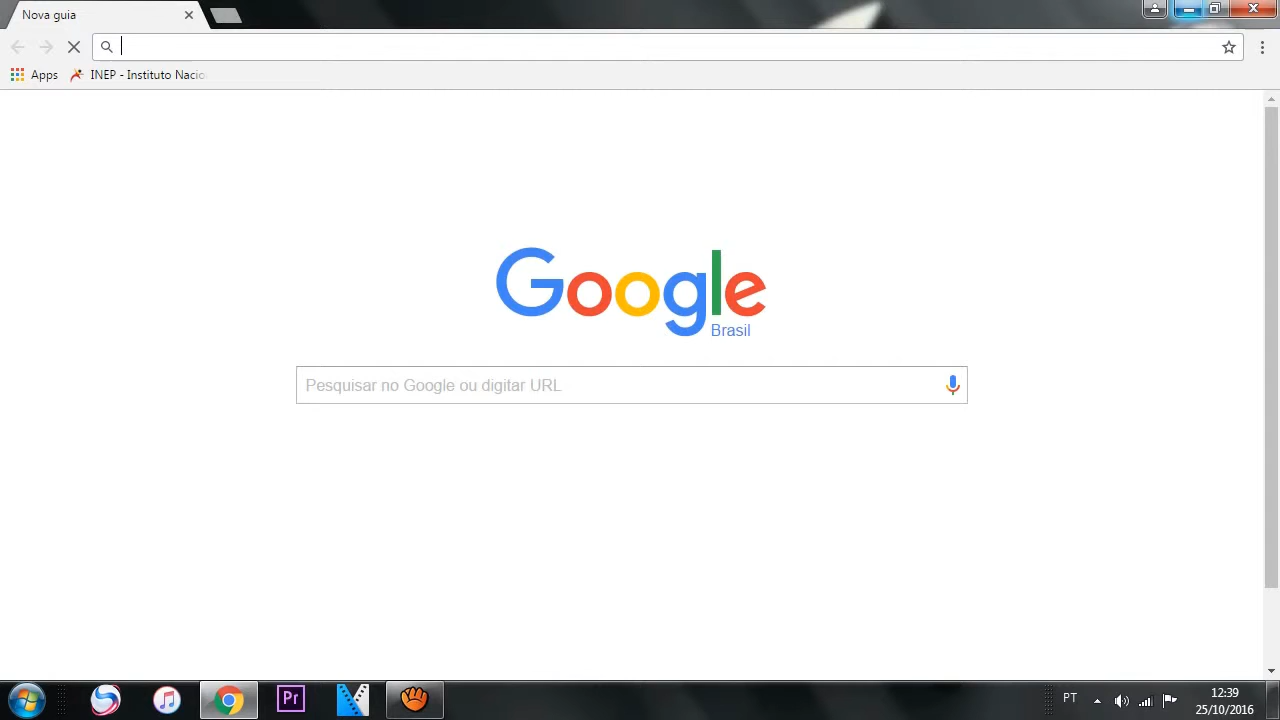 Nova guia
Apps INEP - Instituto Nacio
Google
Brasil
Pesquisar no Google ou digitar URL
Pr
PT
12:39
25/10/2016